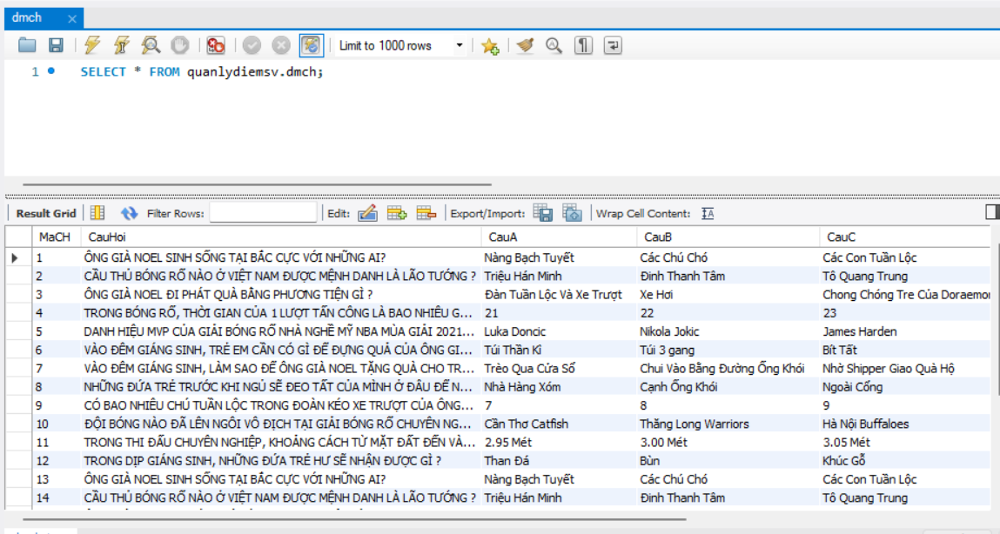 dmch
Limit to 1000 rows
1 SELECT * FROM quanlydiemsv.dmch;
Result Grid Filter Rows: Edit: Export/Import: Wrap Cell Content:
MaCH CauHoi CauA CauB CauC
1 ÔNG GIÀ NOEL SINH SỐNG TẠI BẮC CỰC VỚI NHỮNG AI? Nàng Bạch Tuyết Các Chú Chó Các Con Tuần Lộc
2 CẦU THỦ BÓNG RỔ NÀO Ở VIỆT NAM ĐƯỢC MỆNH DANH LÀ LÃO TƯỚNG ? Triệu Hán Minh Đinh Thanh Tâm Tô Quang Trung
3 ÔNG GIÀ NOEL ĐI PHÁT QUÀ BẰNG PHƯƠNG TIỆN GÌ ? Đàn Tuần Lộc Và Xe Trượt Xe Hơi Chong Chóng Tre Của Doraemon
4 TRONG BÓNG RỔ, THỜI GIAN CỦA 1 LƯỢT TẤN CÔNG LÀ BAO NHIÊU G... 21 22 23
5 DANH HIỆU MVP CỦA GIẢI BÓNG RỔ NHÀ NGHỀ MỸ NBA MÙA GIẢI 2021... Luka Doncic Nikola Jokic James Harden
6 VÀO ĐÊM GIÁNG SINH, TRẺ EM CẦN CÓ GÌ ĐỂ ĐỰNG QUÀ CỦA ÔNG GI... Túi Thần Kì Túi 3 gang Bít Tất
7 VÀO ĐÊM GIÁNG SINH, LÀM SAO ĐỂ ÔNG GIÀ NOEL TẶNG QUÀ CHO TR... Trèo Qua Cửa Sổ Chui Vào Bằng Đường Ống Khói Nhờ Shipper Giao Quà Hộ
8 NHỮNG ĐỨA TRẺ TRƯỚC KHI NGỦ SẼ ĐEO TẤT CỦA MÌNH Ở ĐÂU ĐỂ N... Nhà Hàng Xóm Cạnh Ống Khói Ngoài Cổng
9 CÓ BAO NHIÊU CHÚ TUẦN LỘC TRONG ĐOÀN KÉO XE TRƯỢT CỦA ÔNG... 7 8 9
10 ĐỘI BÓNG NÀO ĐÃ LÊN NGÔI VÔ ĐỊCH TẠI GIẢI BÓNG RỔ CHUYÊN NG... Cần Thơ Catfish Thăng Long Warriors Hà Nội Buffaloes
11 TRONG THI ĐẤU CHUYÊN NGHIỆP, KHOẢNG CÁCH TỪ MẶT ĐẤT ĐẾN VÀ... 2.95 Mét 3.00 Mét 3.05 Mét
12 TRONG DỊP GIÁNG SINH, NHỮNG ĐỨA TRẺ HƯ SẼ NHẬN ĐƯỢC GÌ ? Than Đá Bùn Khúc Gỗ
13 ÔNG GIÀ NOEL SINH SỐNG TẠI BẮC CỰC VỚI NHỮNG AI? Nàng Bạch Tuyết Các Chú Chó Các Con Tuần Lộc
14 CẦU THỦ BÓNG RỔ NÀO Ở VIỆT NAM ĐƯỢC MỆNH DANH LÀ LÃO TƯỚNG ? Triệu Hán Minh Đinh Thanh Tâm Tô Quang Trung